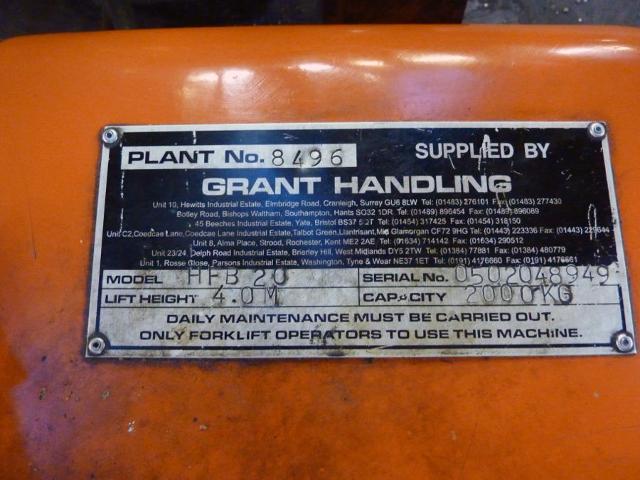 PLANT No. 8496 SUPPLIED BY
GRANT HANDLING
Unit 10, Hewitts Industrial Estate, Elmbridge Road, Cranleigh, Surrey GU6 8LW Tel: (01483) 276101 Fax: (01483) 277430
Botley Road, Bishops Waltham, Southampton, Hants SO32 1DR. Tel: (01489) 896454 Fax: (01489) 896089
45 Beeches Industrial Estate, Yate, Bristol BS37 5QT Tel: (01454) 317425 Fax: (01454) 318150
Unit C2, Coedcae Lane, Coedcae Lane Industrial Estate, Talbot Green, Llantrisant, Mid Glamorgan CF72 9HG Tel: (01443) 223336 Fax: (01443) 229644
Unit 8, Alma Place, Strood, Rochester, Kent ME2 2AE Tel: (01634) 714142 Fax: (01634) 290512
Unit 23/24, Delph Road Industrial Estate, Brierley Hill, West Midlands DY5 2TW Tel: (01384) 77881 Fax: (01384) 480779
Unit 1, Rosse Close, Parsons Industrial Estate, Washington, Tyne & Wear NE37 1ET Tel: (0191) 4176660 Fax: (0191) 4176661
MODEL 20 SERIAL No. 0502048949
LIFT HEIGHT 4.0M CAPACITY 2000KG
DAILY MAINTENANCE MUST BE CARRIED OUT.
ONLY FORKLIFT OPERATORS TO USE THIS MACHINE.